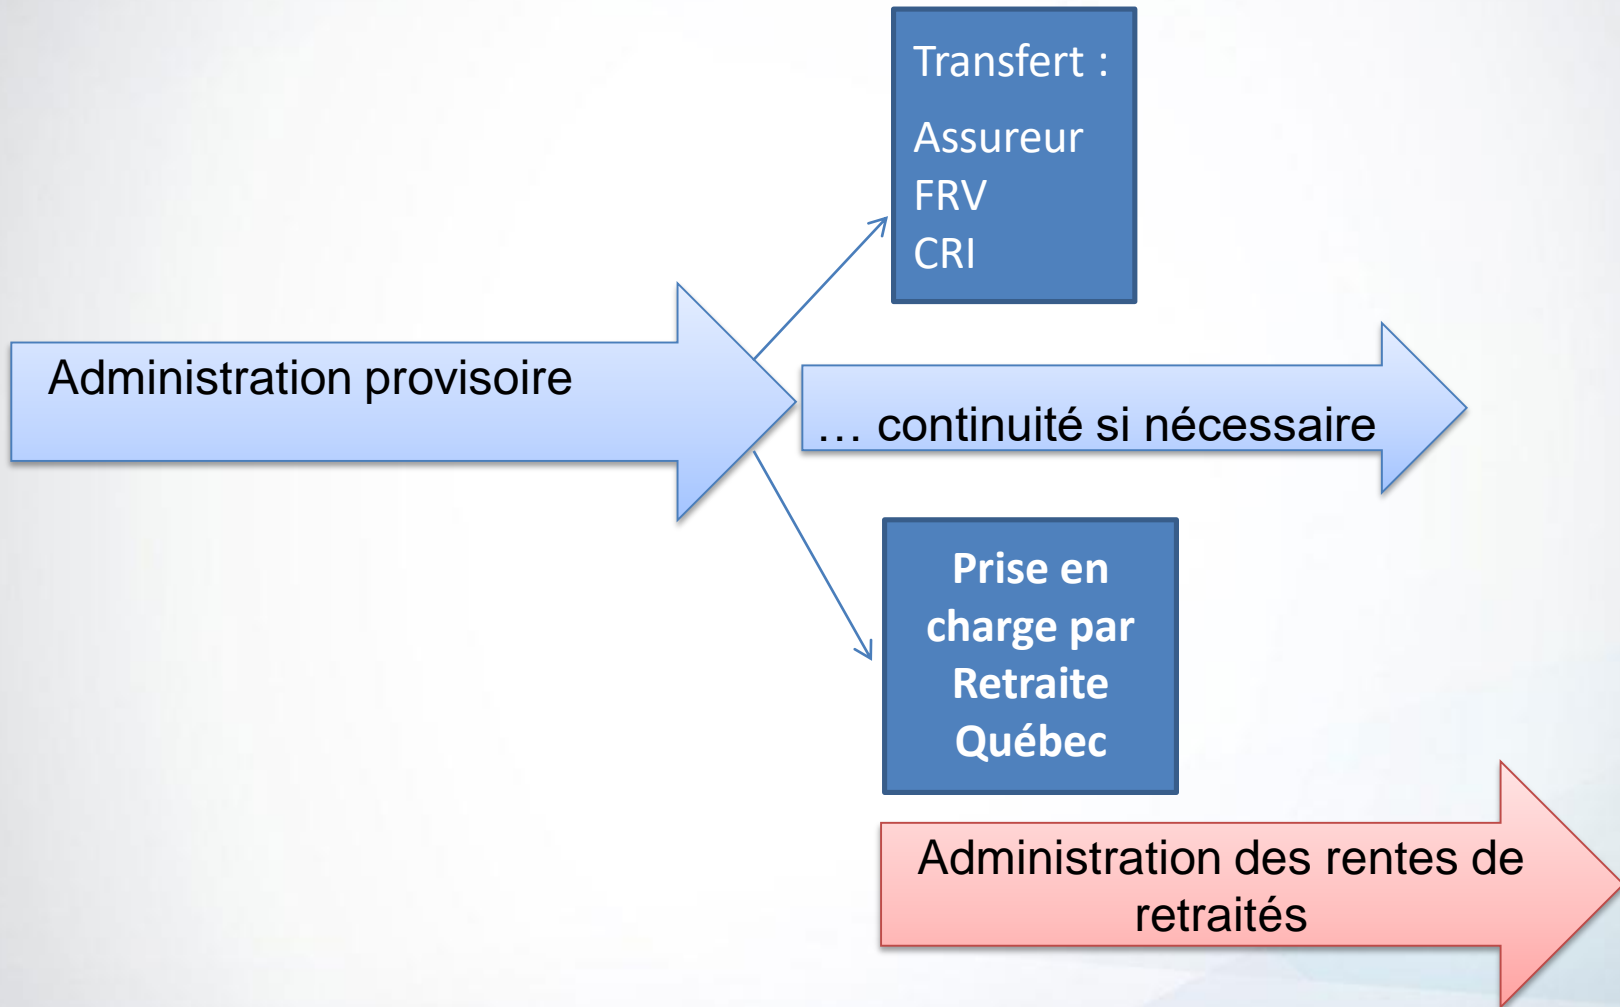 Transfert :
Assureur
FRV
CRI
Administration provisoire
… continuité si nécessaire
Prise en
charge par
Retraite
Québec
Administration des rentes de
retraités